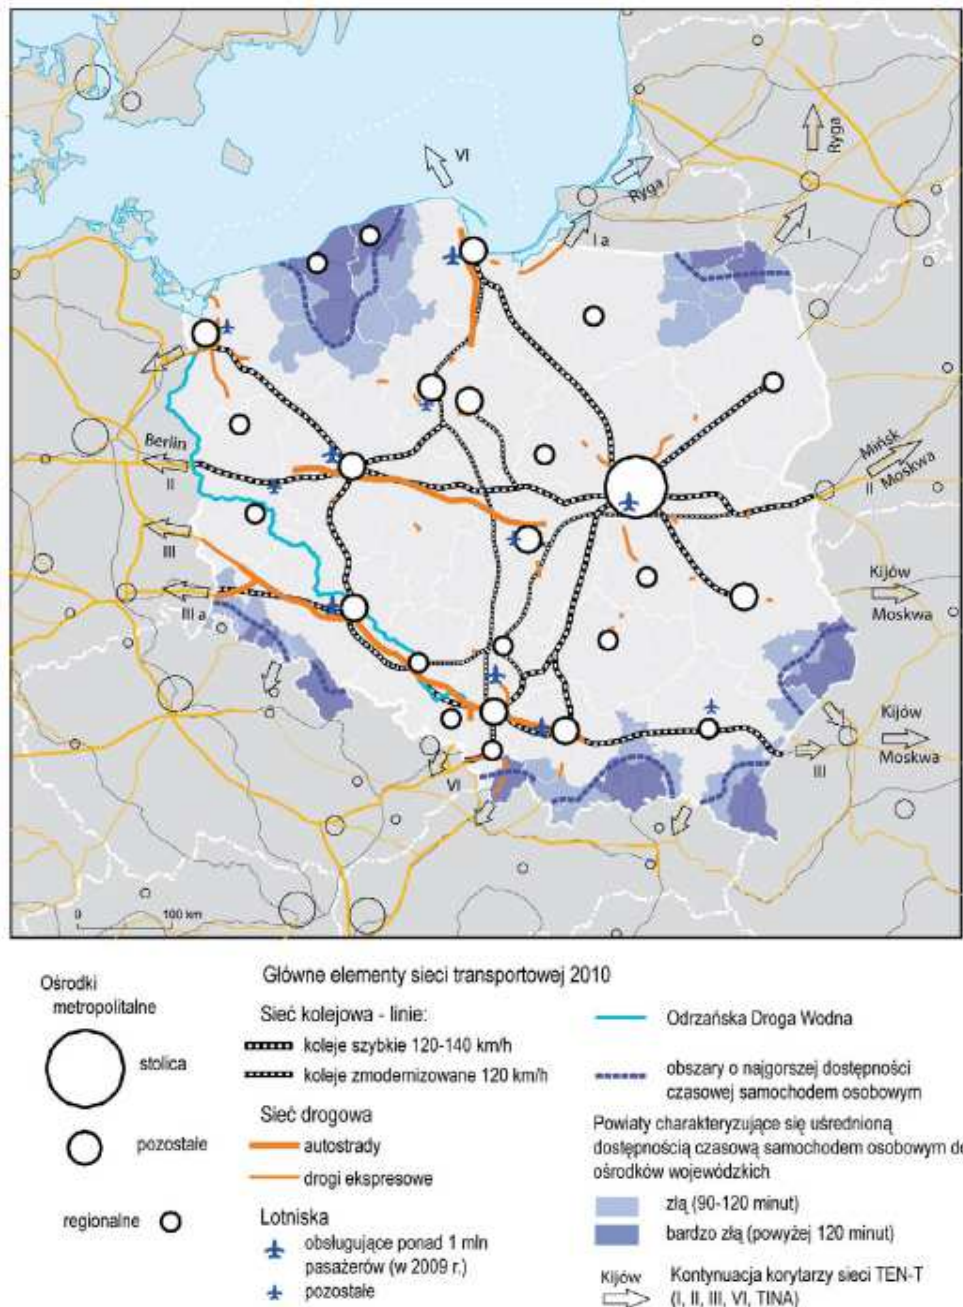 VI
Ryga
Ryga
I a
I
Berlin
II
Mińsk
Moskwa
II
III
III a
Kijów
Moskwa
Kijów
Moskwa
III
VI
0 100 km
Główne elementy sieci transportowej 2010
Ośrodki
metropolitalne
stolica
pozostałe
regionalne
Sieć kolejowa - linie:
koleje szybkie 120-140 km/h
koleje zmodernizowane 120 km/h
Sieć drogowa
autostrady
drogi ekspresowe
Lotniska
obsługujące ponad 1 mln
pasażerów (w 2009 r.)
pozostałe
Odrzańska Droga Wodna
obszary o najgorszej dostępności
czasowej samochodem osobowym
Powiaty charakteryzujące się uśrednioną
dostępnością czasową samochodem osobowym d
ośrodków wojewódzkich
złą (90-120 minut)
bardzo złą (powyżej 120 minut)
Kijów
Kontynuacja korytarzy sieci TEN-T
(I, II, III, VI, TINA)